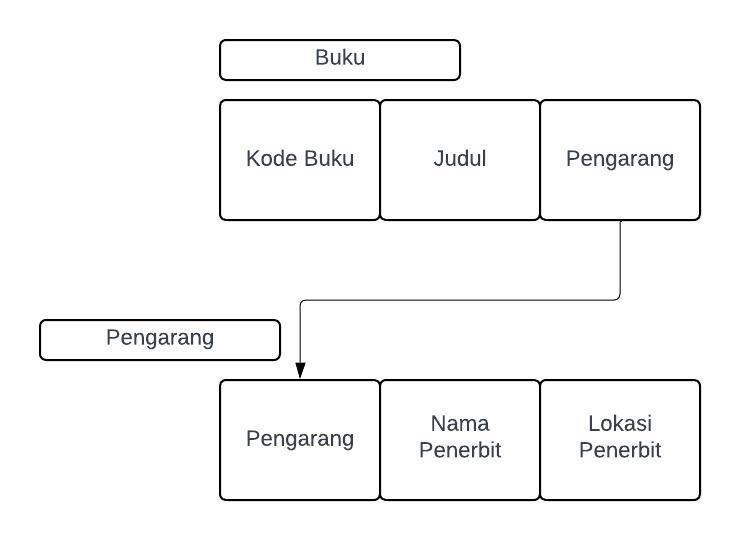 Buku
Kode Buku
Judul
Pengarang
Pengarang
Pengarang
Nama
Penerbit
Lokasi
Penerbit